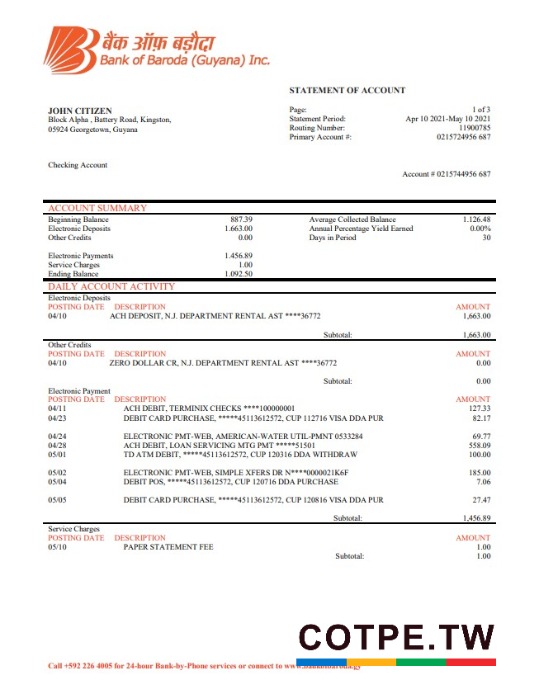 बैंक ऑफ़ बड़ौदा
Bank of Baroda (Guyana) Inc.
STATEMENT OF ACCOUNT
JOHN CITIZEN
Block Alpha , Battery Road, Kingston,
05924 Georgetown, Guyana
Page: 1 of 3
Statement Period: Apr 10 2021-May 10 2021
Routing Number: 11900785
Primary Account #: 0215724956 687
Checking Account
Account # 0215744956 687
ACCOUNT SUMMARY
Beginning Balance 887.39 Average Collected Balance 1.126.48
Electronic Deposits 1.663.00 Annual Percentage Yield Earned 0.00%
Other Credits 0.00 Days in Period 30
Electronic Payments 1.456.89
Service Charges 1.00
Ending Balance 1.092.50
DAILY ACCOUNT ACTIVITY
Electronic Deposits
POSTING DATE DESCRIPTION AMOUNT
04/10 ACH DEPOSIT, N.J. DEPARTMENT RENTAL AST ****36772 1,663.00
Subtotal: 1,663.00
Other Credits
POSTING DATE DESCRIPTION AMOUNT
04/10 ZERO DOLLAR CR, N.J. DEPARTMENT RENTAL AST ****36772 0.00
Subtotal: 0.00
Electronic Payment
POSTING DATE DESCRIPTION AMOUNT
04/11 ACH DEBIT, TERMINIX CHECKS ****100000001 127.33
04/23 DEBIT CARD PURCHASE, *****45113612572, CUP 112716 VISA DDA PUR 82.17
04/24 ELECTRONIC PMT-WEB, AMERICAN-WATER UTIL-PMNT 0533284 69.77
04/28 ACH DEBIT, LOAN SERVICING MTG PMT *****51501 558.09
05/01 TD ATM DEBIT, *****45113612572, CUP 120316 DDA WITHDRAW 100.00
05/02 ELECTRONIC PMT-WEB, SIMPLE XFERS DR N****0000021K6F 185.00
05/04 DEBIT POS, *****45113612572, CUP 120716 DDA PURCHASE 7.06
05/05 DEBIT CARD PURCHASE, *****45113612572, CUP 120816 VISA DDA PUR 27.47
Subtotal: 1,456.89
Service Charges
POSTING DATE DESCRIPTION AMOUNT
05/10 PAPER STATEMENT FEE 1.00
Subtotal: 1.00
COTPE.TW
Call +592 226 4005 for 24-hour Bank-by-Phone services or connect to